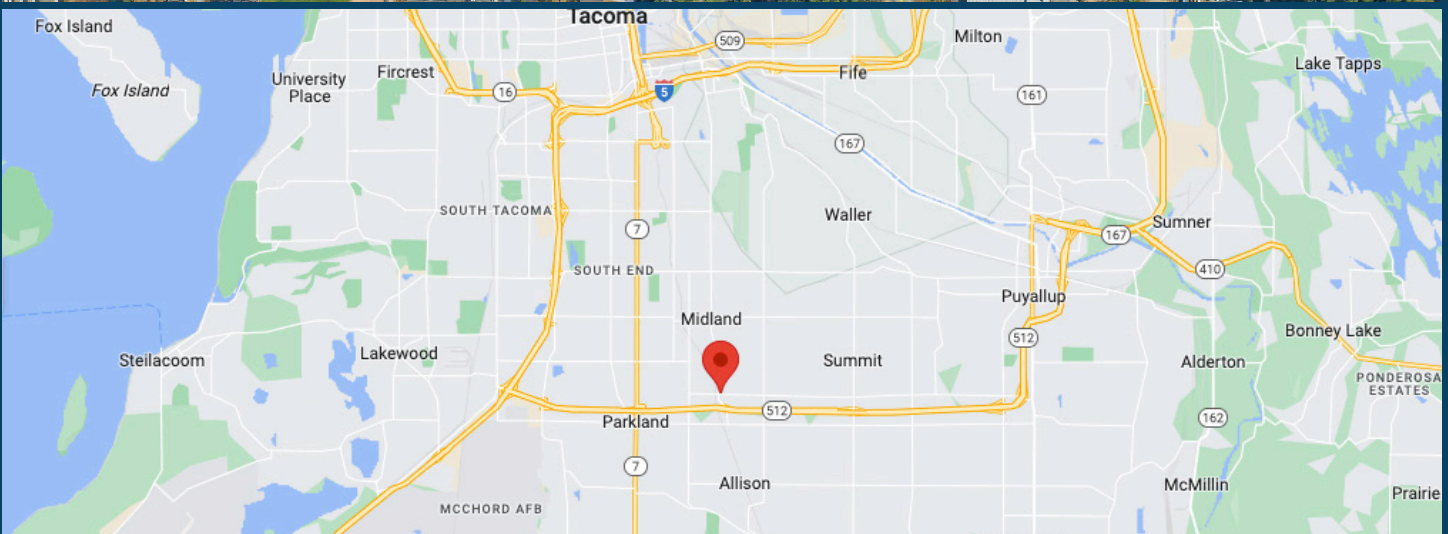 Tacoma
Fox Island
509
Milton
Lake Tapps
University
Place
Fircrest
Fife
Fox Island
16
5
161
167
SOUTH TACOMA
Waller
Sumner
7
167
SOUTH END
410
Puyallup
Midland
Bonney Lake
512
Steilacoom
Lakewood
Summit
Alderton
PONDEROSA
ESTATES
512
Parkland
162
7
Allison
McMillin
Prairie
MCCHORD AFB